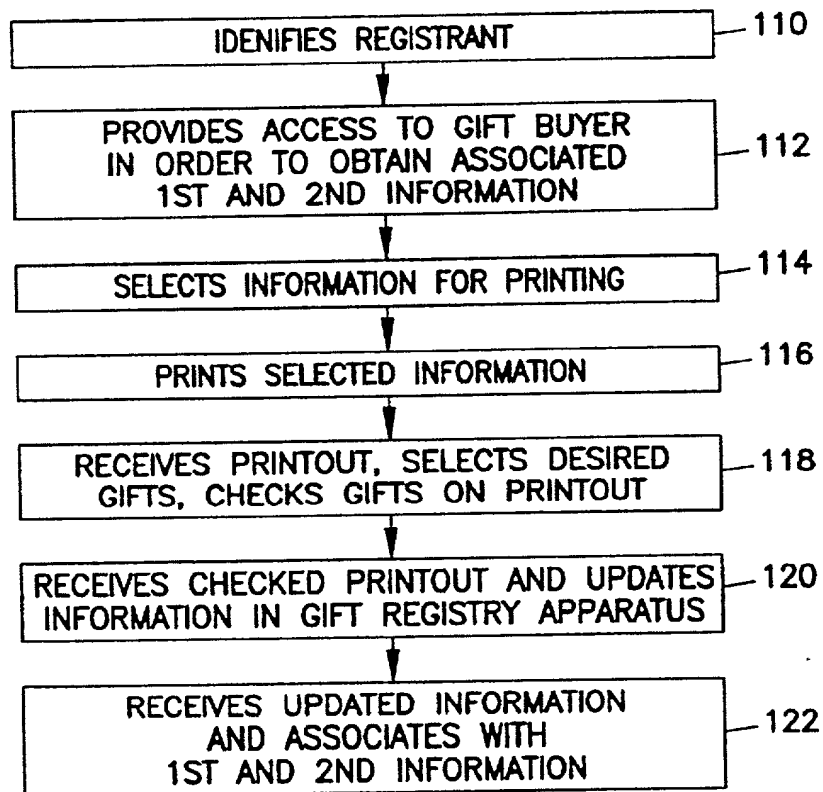 IDENIFIES REGISTRANT
110
PROVIDES ACCESS TO GIFT BUYER
IN ORDER TO OBTAIN ASSOCIATED
1ST AND 2ND INFORMATION
112
SELECTS INFORMATION FOR PRINTING
114
PRINTS SELECTED INFORMATION
116
RECEIVES PRINTOUT, SELECTS DESIRED
GIFTS, CHECKS GIFTS ON PRINTOUT
118
RECEIVES CHECKED PRINTOUT AND UPDATES
INFORMATION IN GIFT REGISTRY APPARATUS
120
RECEIVES UPDATED INFORMATION
AND ASSOCIATES WITH
1ST AND 2ND INFORMATION
122